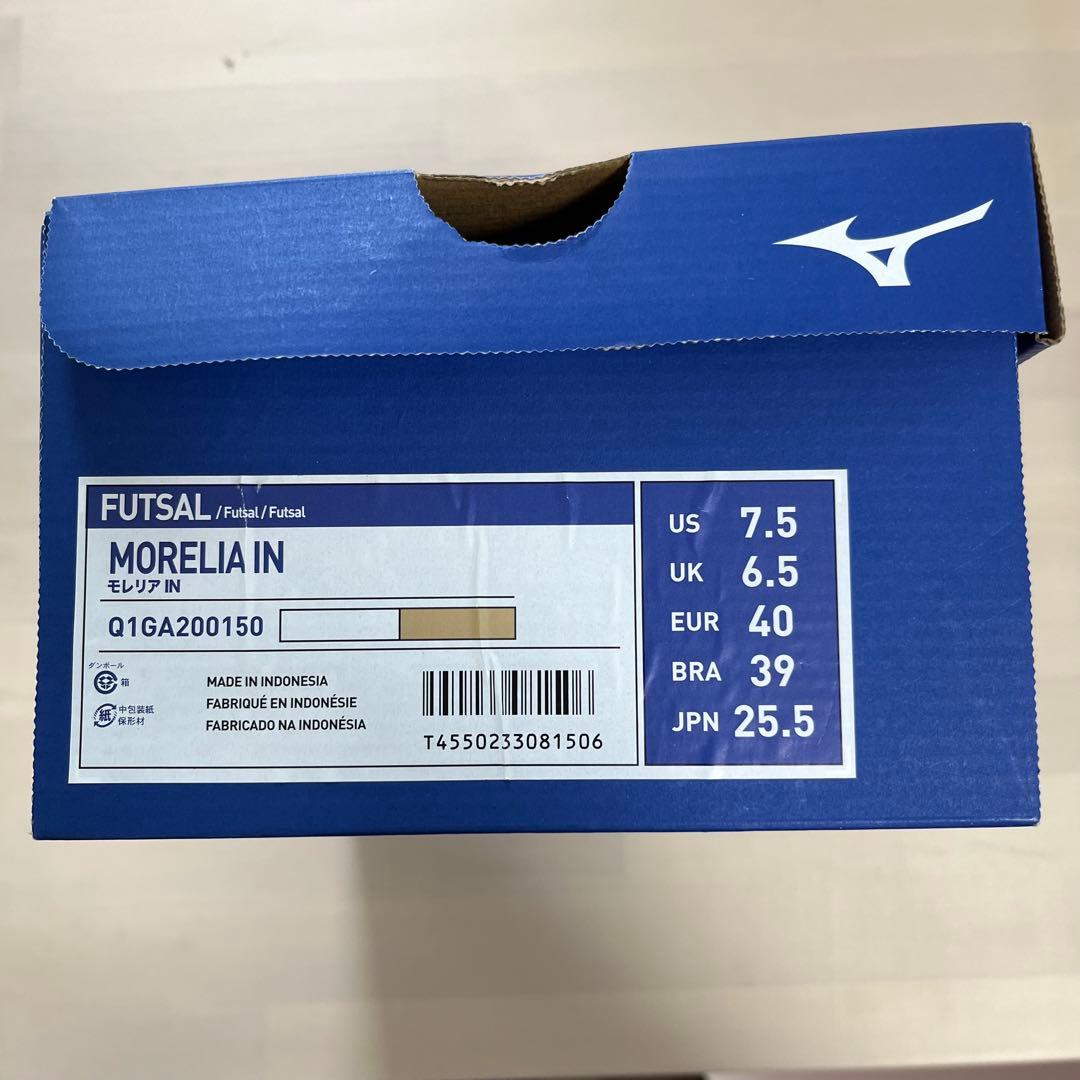 FUTSAL / Futsal / Futsal
MORELIA IN
モレリア IN
Q1GA200150
ダンボール
箱
紙 中包装紙
保形材
MADE IN INDONESIA
FABRIQUÉ EN INDONÉSIE
FABRICADO NA INDONÉSIA
T4550233081506
US 7.5
UK 6.5
EUR 40
BRA 39
JPN 25.5